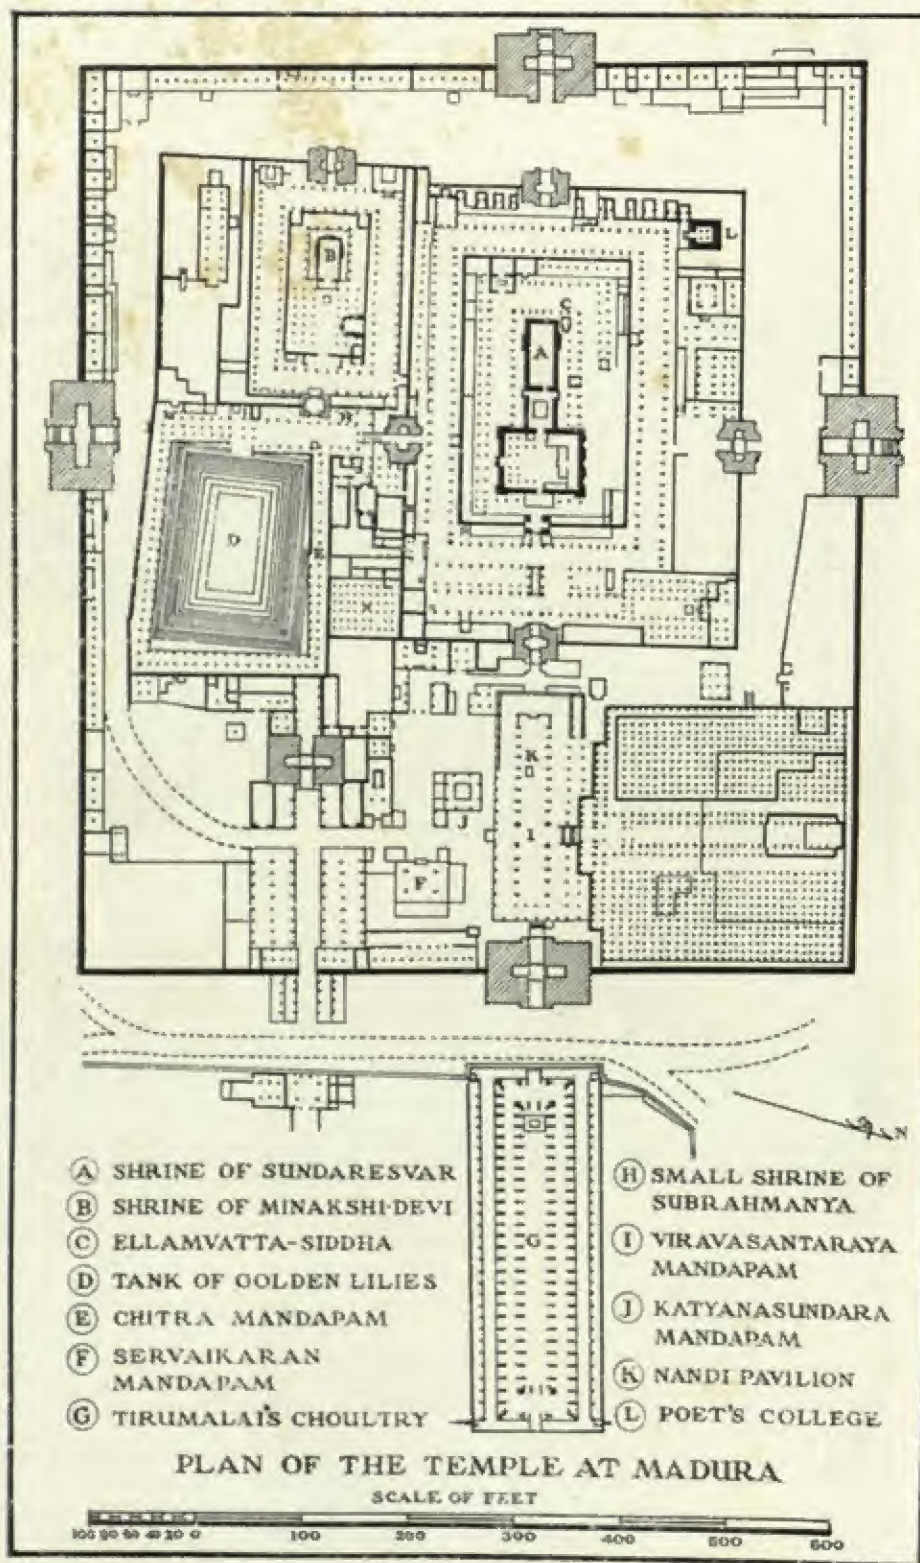 B
L
C
A
H
D
E
K
I
J
F
N
G
Ⓐ SHRINE OF SUNDARESVAR
Ⓑ SHRINE OF MINAKSHI-DEVI
Ⓒ ELLAMVATTA-SIDDHA
Ⓓ TANK OF GOLDEN LILIES
Ⓔ CHITRA MANDAPAM
Ⓕ SERVAIKARAN
MANDAPAM
Ⓖ TIRUMALAI'S CHOULTRY
Ⓗ SMALL SHRINE OF
SUBRAHMANYA
Ⓘ VIRAVASANTARAYA
MANDAPAM
Ⓙ KATYANASUNDARA
MANDAPAM
Ⓚ NANDI PAVILION
Ⓛ POET'S COLLEGE
PLAN OF THE TEMPLE AT MADURA
SCALE OF FEET
100 80 60 40 20 0 100 200 300 400 500 600